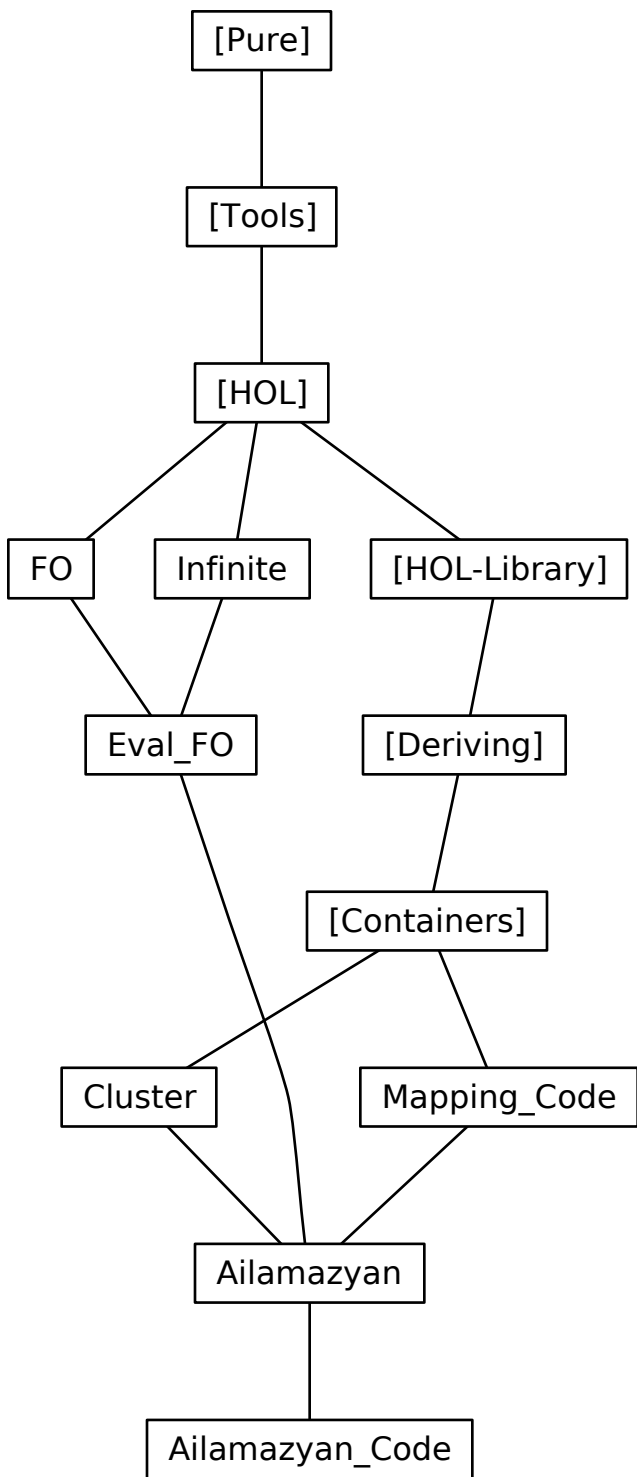 [Pure]
[Tools]
[HOL]
FO
Infinite
[HOL-Library]
Eval_FO
[Deriving]
[Containers]
Cluster
Mapping_Code
Ailamazyan
Ailamazyan_Code